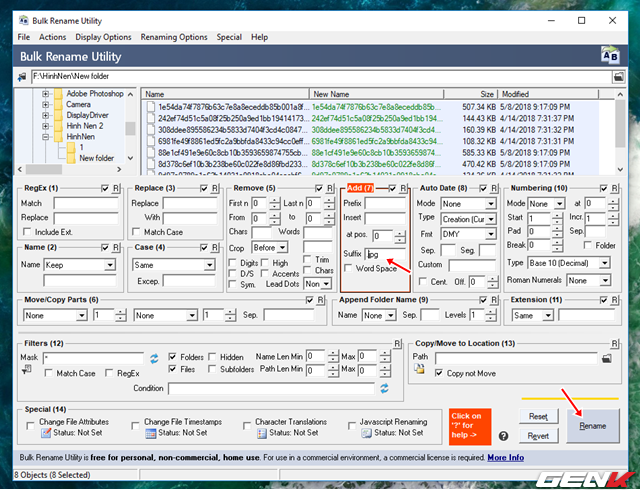 Bulk Rename Utility
File Actions Display Options Renaming Options Special Help
Bulk Rename Utility
F:\HinhNen\New folder
Adobe Photoshop
Camera
DisplayDriver
Hinh Nen 2
HinhNen
1
New folder
Name New Name Size Modified
1e54da74f7876b63c7e8a8eceddb85b001a8f... 1e54da74f7876b63c7e8a8eceddb85b... 507.34 KB 5/8/2018 9:17:09 PM
242ef74d51c5a08f25b250a9ed1bb19414173... 242ef74d51c5a08f25b250a9ed1bb19... 144.43 KB 4/14/2018 7:31:37 PM
308ddee895586234b5833d7404f3cd4c0847... 308ddee895586234b5833d7404f3cd4... 160.39 KB 4/14/2018 7:31:32 PM
108.32 KB 4/14/2018 7:31:33 PM
585.33 KB 5/8/2018 9:17:09 PM
470.42 KB 5/8/2018 9:17:09 PM
RegEx (1) R
Match
Replace
Include Ext.
Replace (3) R
Replace
With
Match Case
Remove (5) R
First n 0 Last n 0
From 0 to 0
Chars Words
Crop Before
Digits High Trim
D/S Accents Chars
Sym. Lead Dots Non
Add (7) R
Prefix
Insert
at pos. 0
Suffix .jpg
Word Space
Auto Date (8) R
Mode None
Type Creation (Cur
Fmt DMY
Sep. Seg.
Custom
Cent. Off. 0
Numbering (10) R
Mode None at 0
Start 1 Incr. 1
Pad 0 Sep.
Break 0 Folder
Type Base 10 (Decimal)
Roman Numerals None
Name (2) R
Name Keep
Case (4) R
Same
Excep.
Move/Copy Parts (6) R
None 1 None 1 Sep.
Append Folder Name (9) R
Name None Sep. Levels 1
Extension (11) R
Same
Filters (12) R
Mask *
Match Case RegEx
Folders Hidden Name Len Min 0 Max 0
Files Subfolders Path Len Min 0 Max 0
Condition
Copy/Move to Location (13) R
Path
Copy not Move
Special (14)
Change File Attributes
Status: Not Set
Change File Timestamps
Status: Not Set
Character Translations
Status: Not Set
Javascript Renaming
Status: Not Set
Click on
'?' for
help ->
?
Reset
Revert
Rename
Bulk Rename Utility is free for personal, non-commercial, home use. For use in a commercial environment, a commercial license is required. More Info
8 Objects (8 Selected)
GENK